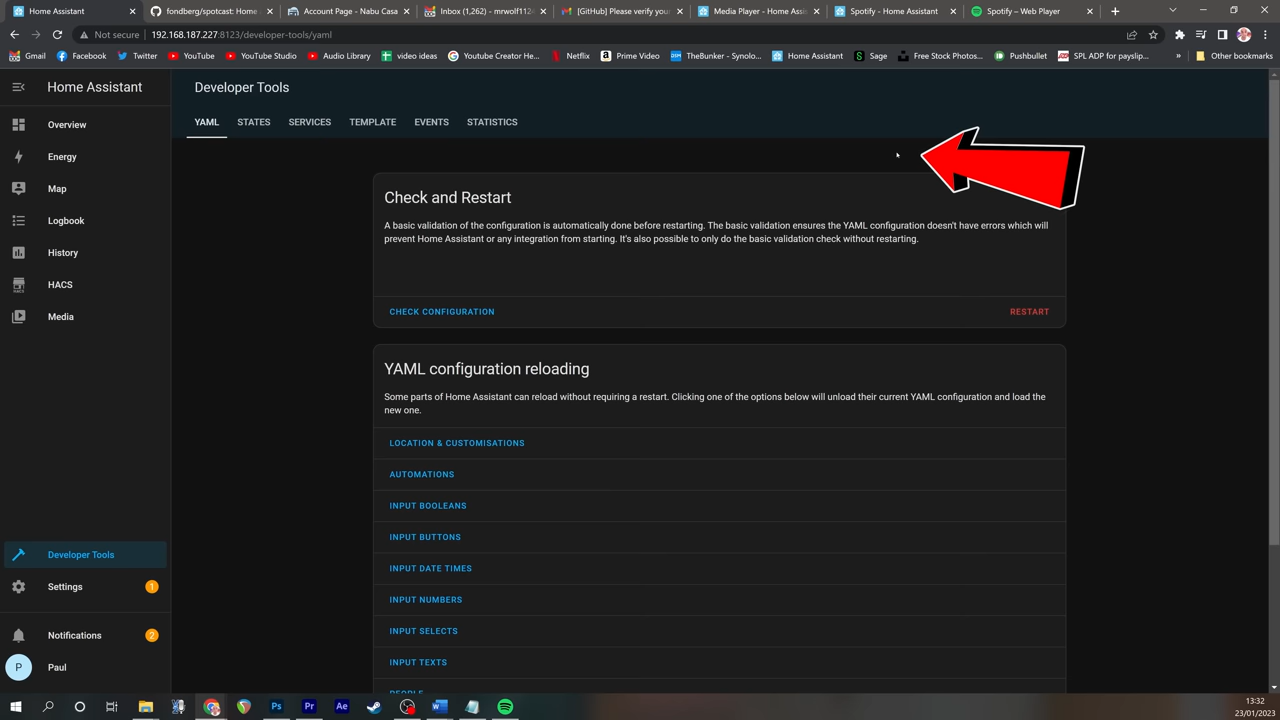 Home Assistant
fondberg/spotcast: Home
Account Page - Nabu Casa
Inbox (1,262) - mrwolf1124
[GitHub] Please verify your
Media Player - Home Assis
Spotify - Home Assistant
Spotify – Web Player
Not secure
192.168.187.227:8123/developer-tools/yaml
Gmail
Facebook
Twitter
YouTube
YouTube Studio
Audio Library
video ideas
Youtube Creator He...
Netflix
Prime Video
TheBunker - Synolo...
Home Assistant
Sage
Free Stock Photos...
Pushbullet
SPL ADP for payslip...
»
Other bookmarks
Home Assistant
Developer Tools
YAML
STATES
SERVICES
TEMPLATE
EVENTS
STATISTICS
Overview
Energy
Map
Logbook
History
HACS
HACS
Media
Developer Tools
Settings
1
Notifications
2
P
Paul
Check and Restart
A basic validation of the configuration is automatically done before restarting. The basic validation ensures the YAML configuration doesn't have errors which will
prevent Home Assistant or any integration from starting. It's also possible to only do the basic validation check without restarting.
CHECK CONFIGURATION
RESTART
YAML configuration reloading
Some parts of Home Assistant can reload without requiring a restart. Clicking one of the options below will unload their current YAML configuration and load the
new one.
LOCATION & CUSTOMISATIONS
AUTOMATIONS
INPUT BOOLEANS
INPUT BUTTONS
INPUT DATE TIMES
INPUT NUMBERS
INPUT SELECTS
INPUT TEXTS
PEOPLE
Ps
Pr
Ae
W
13:32
23/01/2023